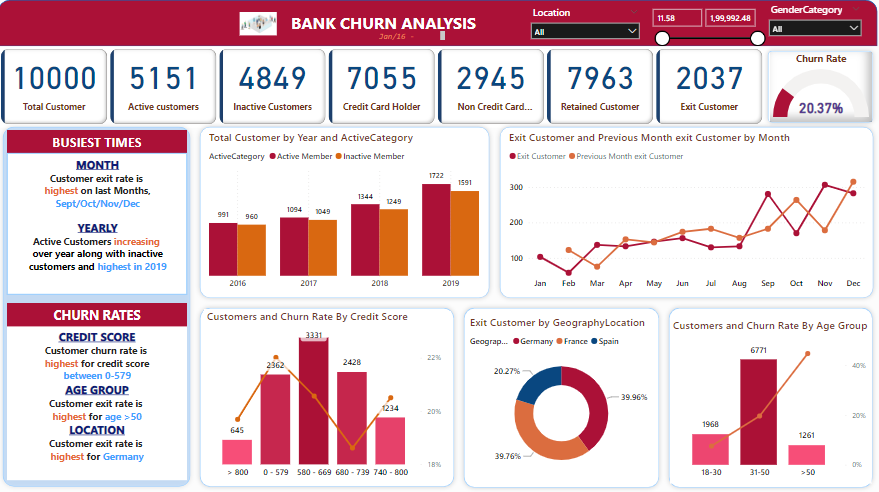 BANK CHURN ANALYSIS
Jan/16 -
Location
All
11.58
1,99,992.48
GenderCategory
All
10000
Total Customer
5151
Active customers
4849
Inactive Customers
7055
Credit Card Holder
2945
Non Credit Card...
7963
Retained Customer
2037
Exit Customer
Churn Rate
20.37%
BUSIEST TIMES
MONTH
Customer exit rate is
highest on last Months,
Sept/Oct/Nov/Dec
YEARLY
Active Customers increasing
over year along with inactive
customers and highest in 2019
CHURN RATES
CREDIT SCORE
Customer churn rate is
highest for credit score
between 0-579
AGE GROUP
Customer exit rate is
highest for age >50
LOCATION
Customer exit rate is
highest for Germany
Total Customer by Year and ActiveCategory
ActiveCategory Active Member Inactive Member
991 960 1094 1049 1344 1249 1722 1591
2016 2017 2018 2019
Exit Customer and Previous Month exit Customer by Month
Exit Customer Previous Month exit Customer
300
200
100
Jan Feb Mar Apr May Jun Jul Aug Sep Oct Nov Dec
Customers and Churn Rate By Credit Score
645 2362 3331 2428 1234
22%
20%
18%
> 800 0 - 579 580 - 669 680 - 739 740 - 800
Exit Customer by GeographyLocation
Geograp... Germany France Spain
20.27%
39.96%
39.76%
Customers and Churn Rate By Age Group
1968 6771 1261
40%
20%
0%
18-30 31-50 >50